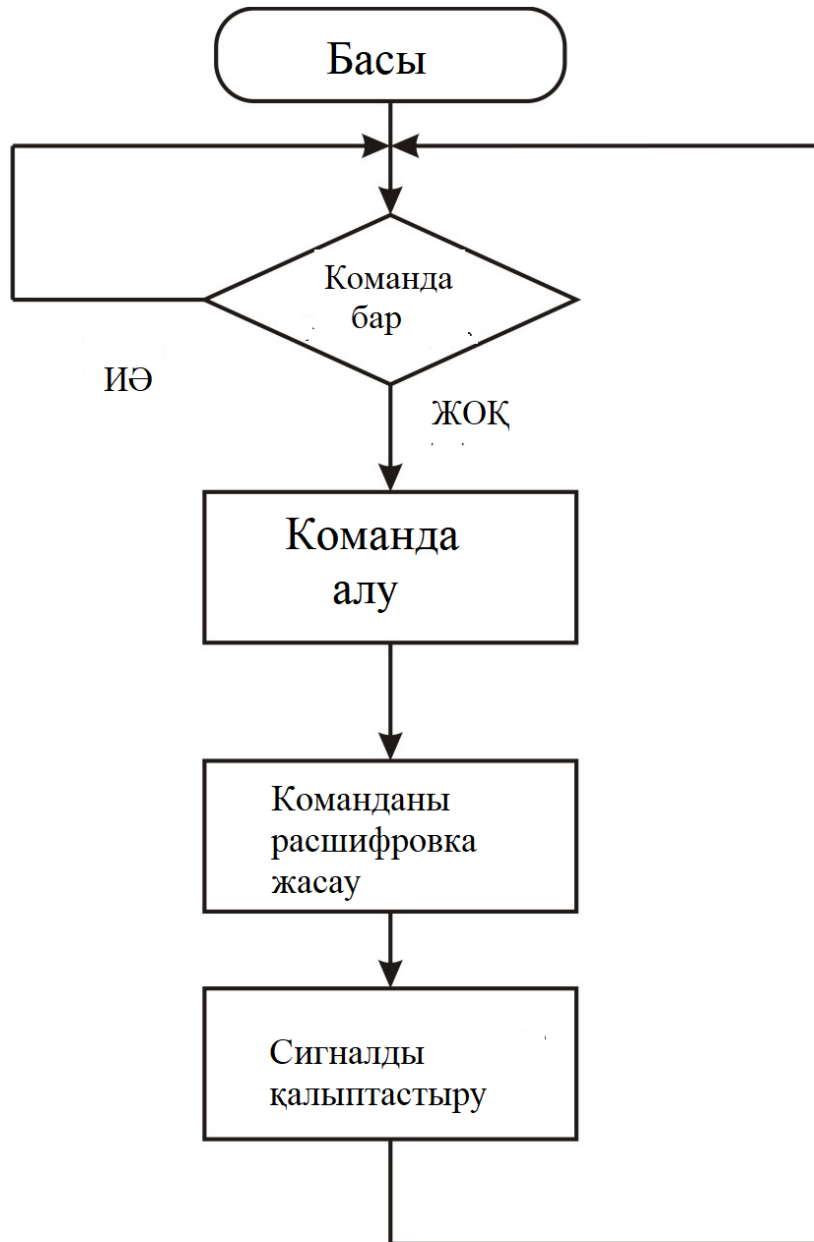 Басы
Команда
бар
ИӘ
ЖОҚ
Команда
алу
Команданы
расшифровка
жасау
Сигналды
қалыптастыру